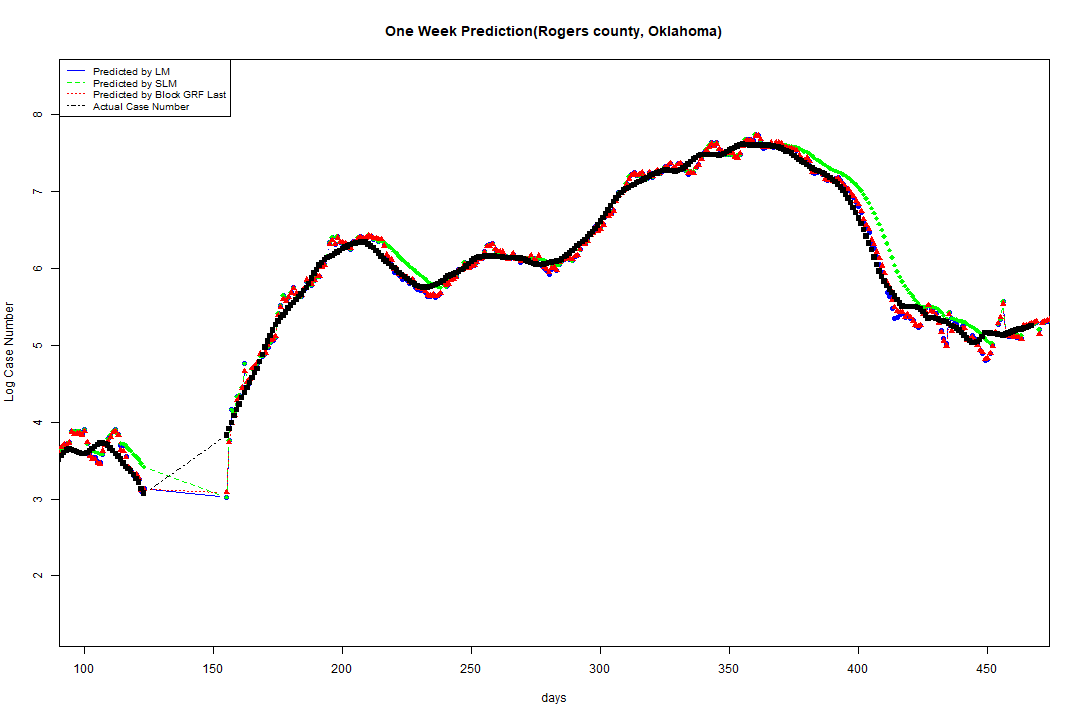 One Week Prediction(Rogers county, Oklahoma)
Predicted by LM
Predicted by SLM
Predicted by Block GRF Last
Actual Case Number
8
7
6
5
4
3
2
Log Case Number
100 150 200 250 300 350 400 450
days